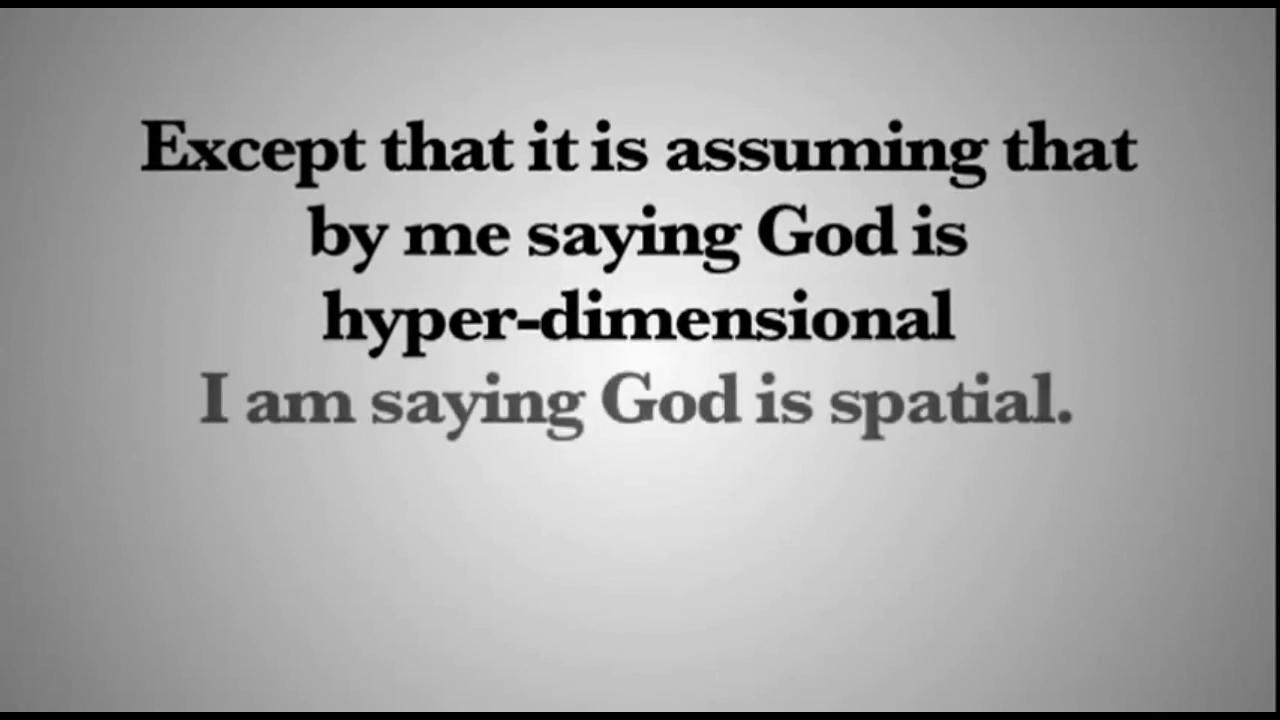 Except that it is assuming that
by me saying God is
hyper-dimensional
I am saying God is spatial.